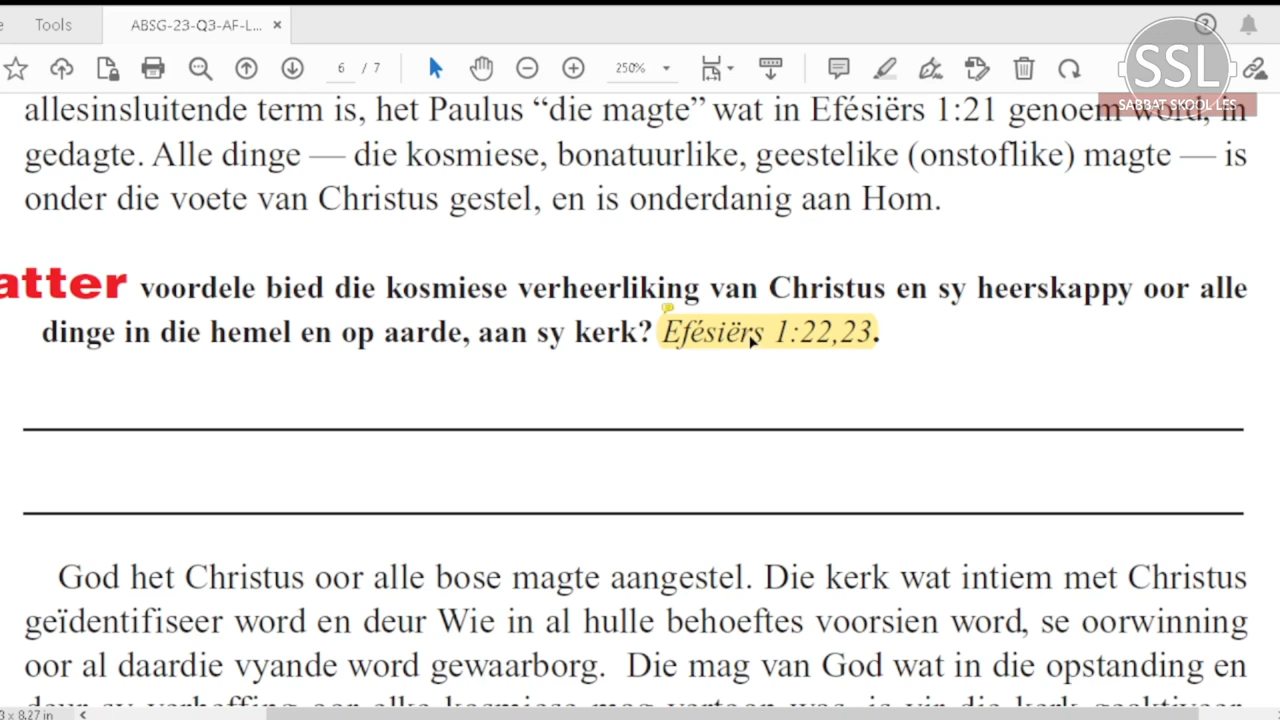 Tools
ABSG-23-Q3-AF-L... ×
6 / 7
250%
SSL
SABBAT SKOOL·LES
allesinsluitende term is, het Paulus “die magte” wat in Efésiërs 1:21 genoem word, in
gedagte. Alle dinge — die kosmiese, bonatuurlike, geestelike (onstoflike) magte — is
onder die voete van Christus gestel, en is onderdanig aan Hom.
atter voordele bied die kosmiese verheerliking van Christus en sy heerskappy oor alle
dinge in die hemel en op aarde, aan sy kerk? Efésiërs 1:22,23.
God het Christus oor alle bose magte aangestel. Die kerk wat intiem met Christus
geïdentifiseer word en deur Wie in al hulle behoeftes voorsien word, se oorwinning
oor al daardie vyande word gewaarborg. Die mag van God wat in die opstanding en
3 x 8.27 in